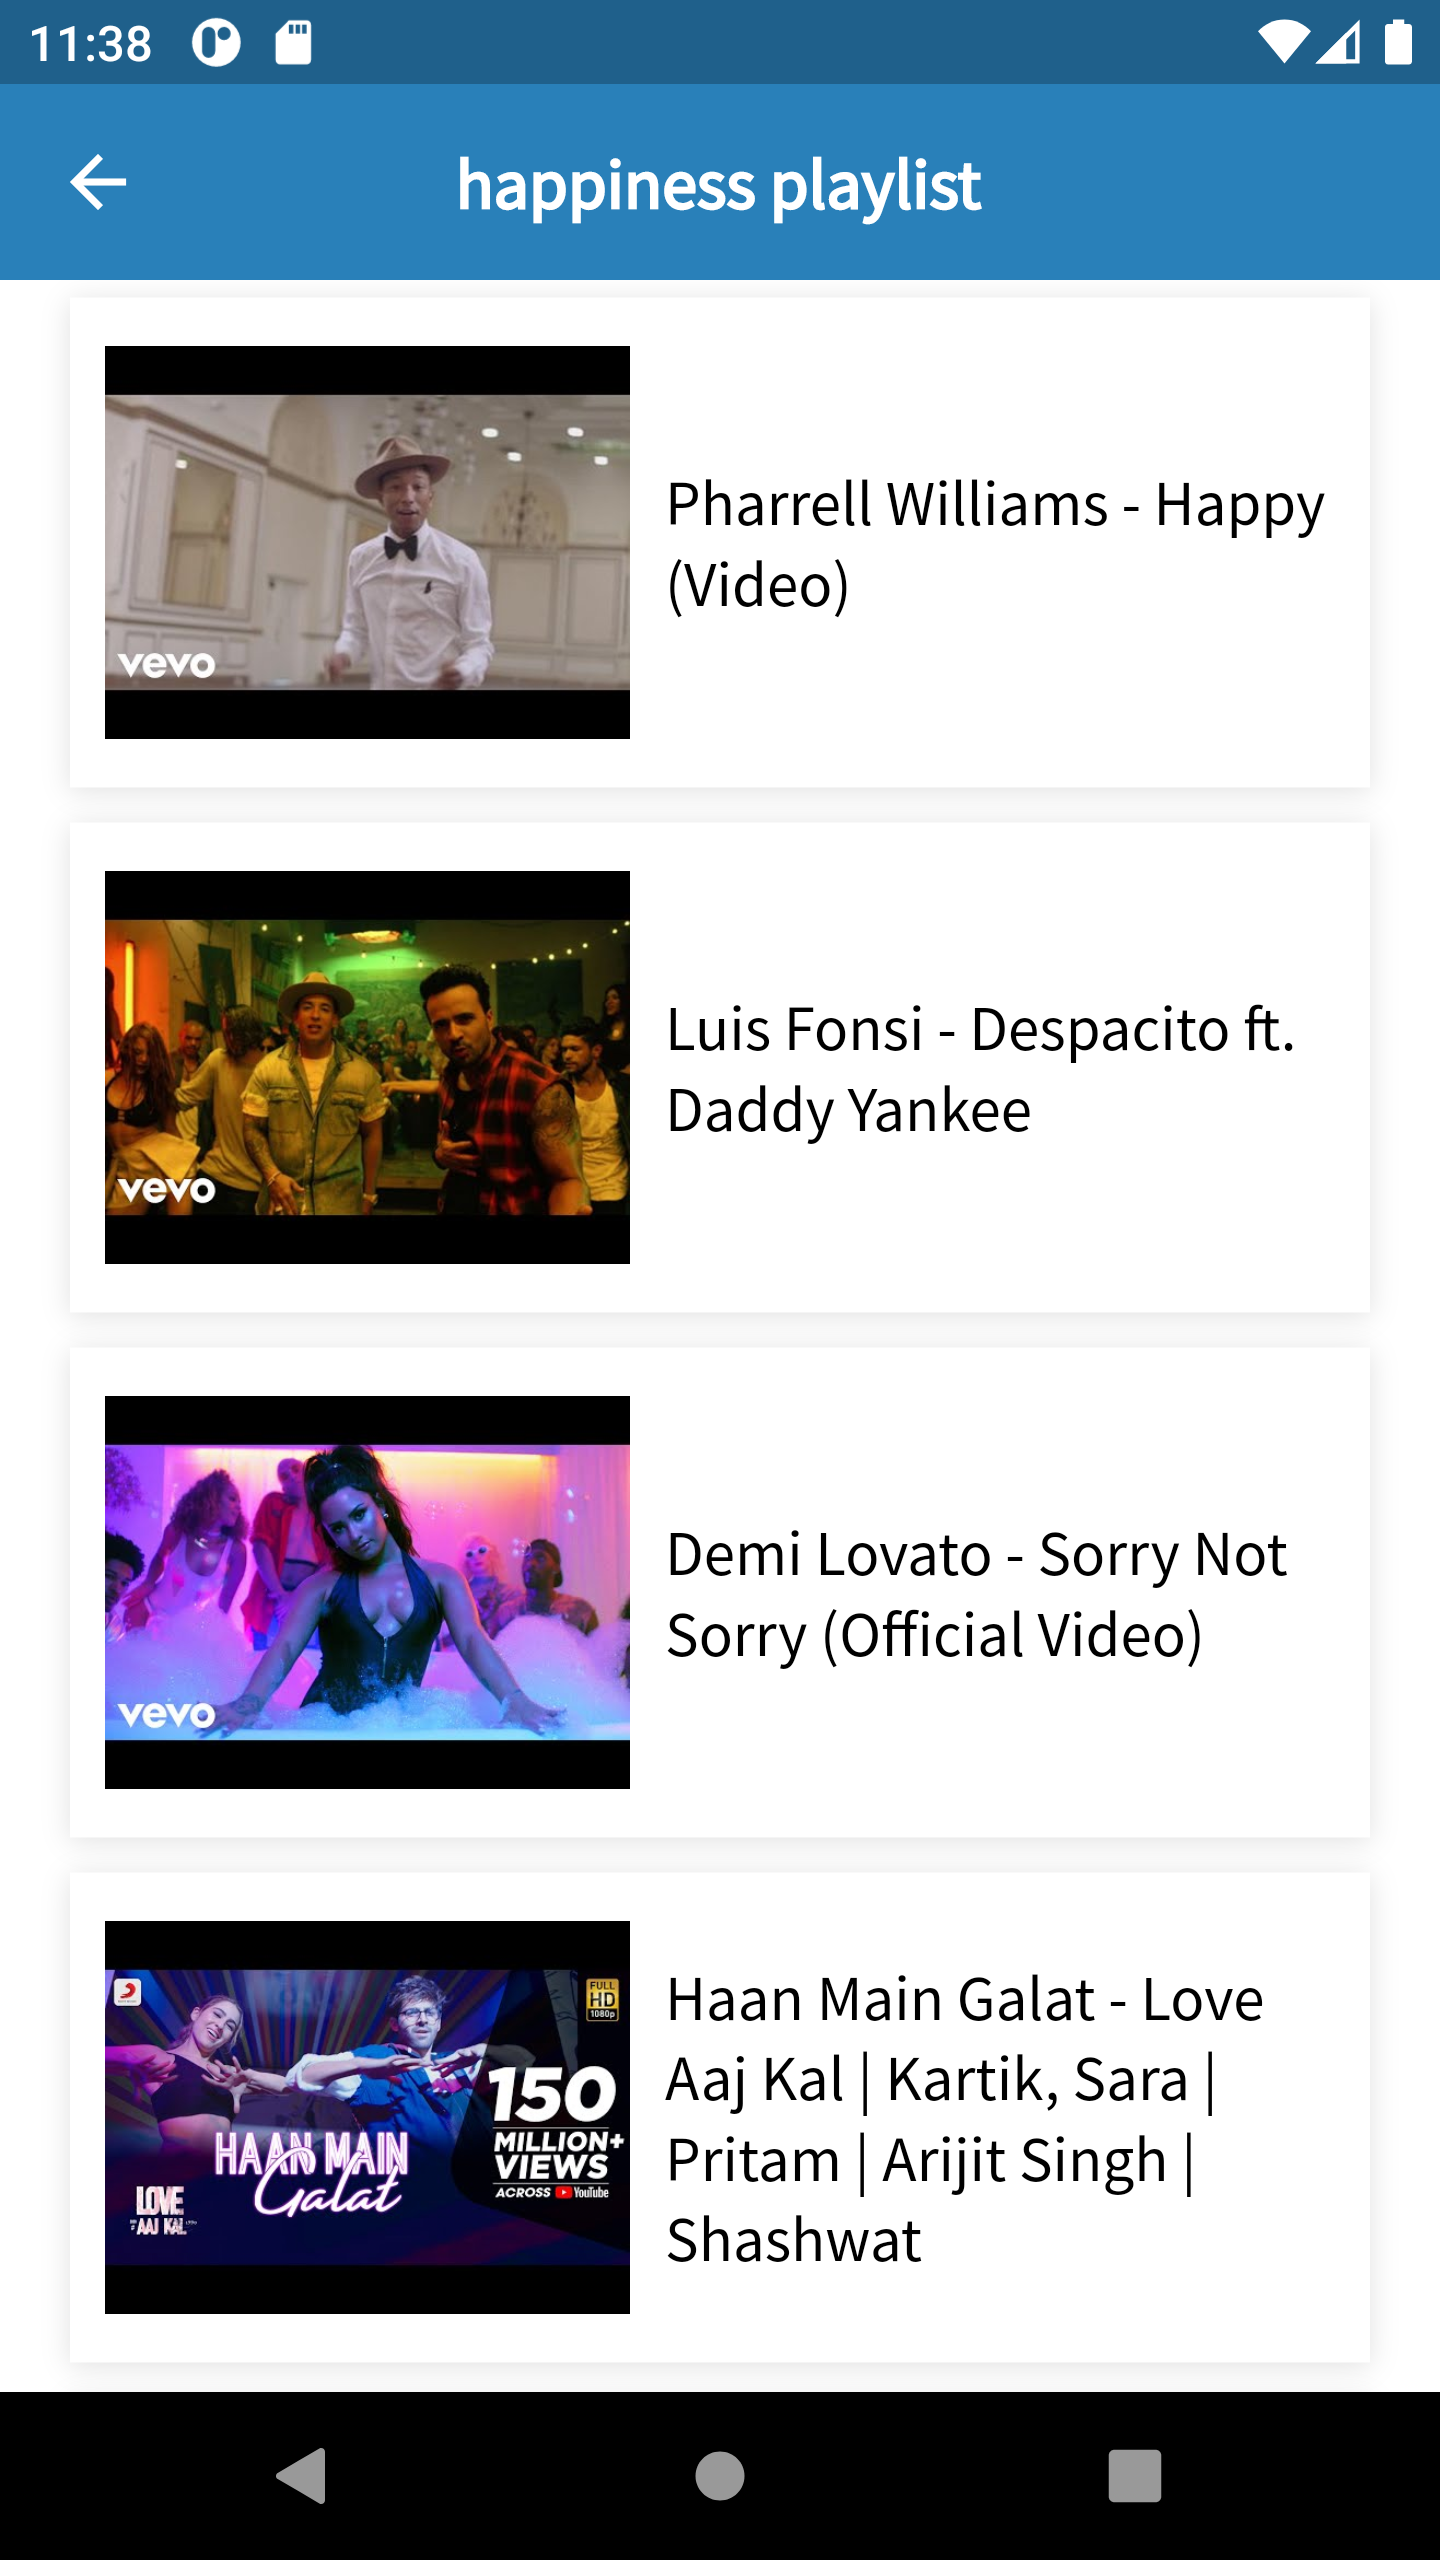 11:38
happiness playlist
vevo
Pharrell Williams - Happy
(Video)
vevo
Luis Fonsi - Despacito ft.
Daddy Yankee
vevo
Demi Lovato - Sorry Not
Sorry (Official Video)
FULL
HD
1080p
150
MILLION+
VIEWS
ACROSS YouTube
HAAN MAIN
Galat
LOVE
AAJ KAL
Haan Main Galat - Love
Aaj Kal | Kartik, Sara |
Pritam | Arijit Singh |
Shashwat